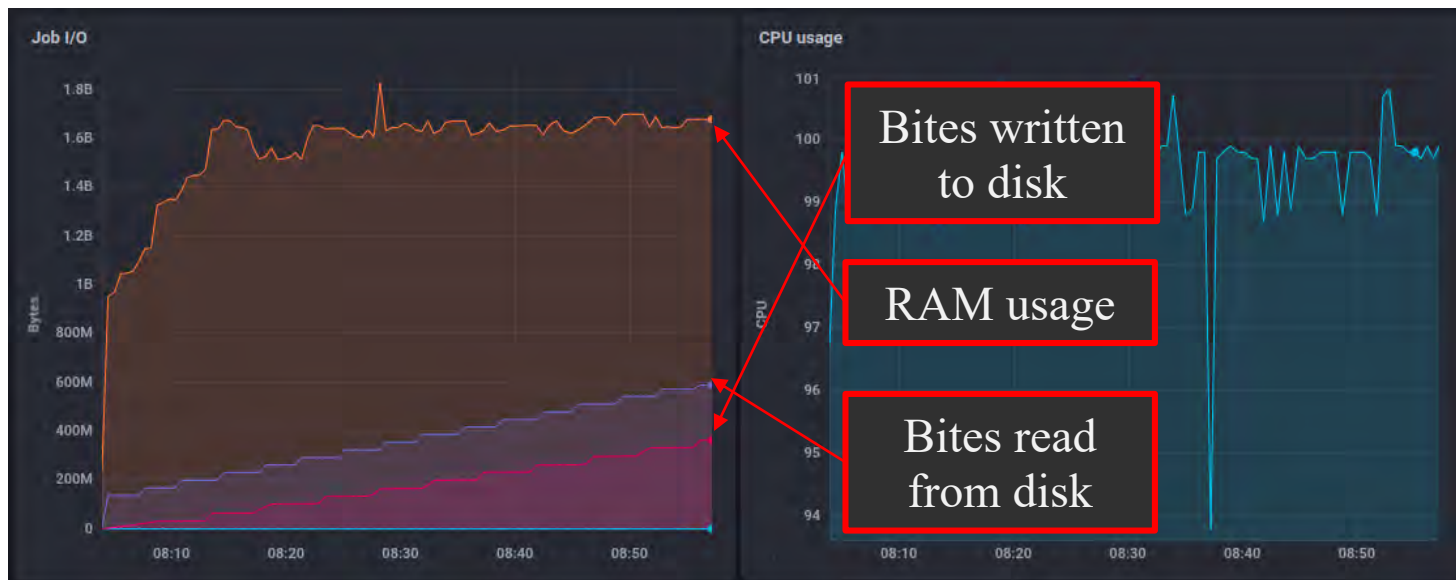 Job I/O
1.8B
1.6B
1.4B
1.2B
1B
800M
600M
400M
200M
0
Bytes
08:10 08:20 08:30 08:40 08:50
CPU usage
101
100
99
98
97
96
95
94
CPU
08:10 08:20 08:30 08:40 08:50
Bites written
to disk
RAM usage
Bites read
from disk